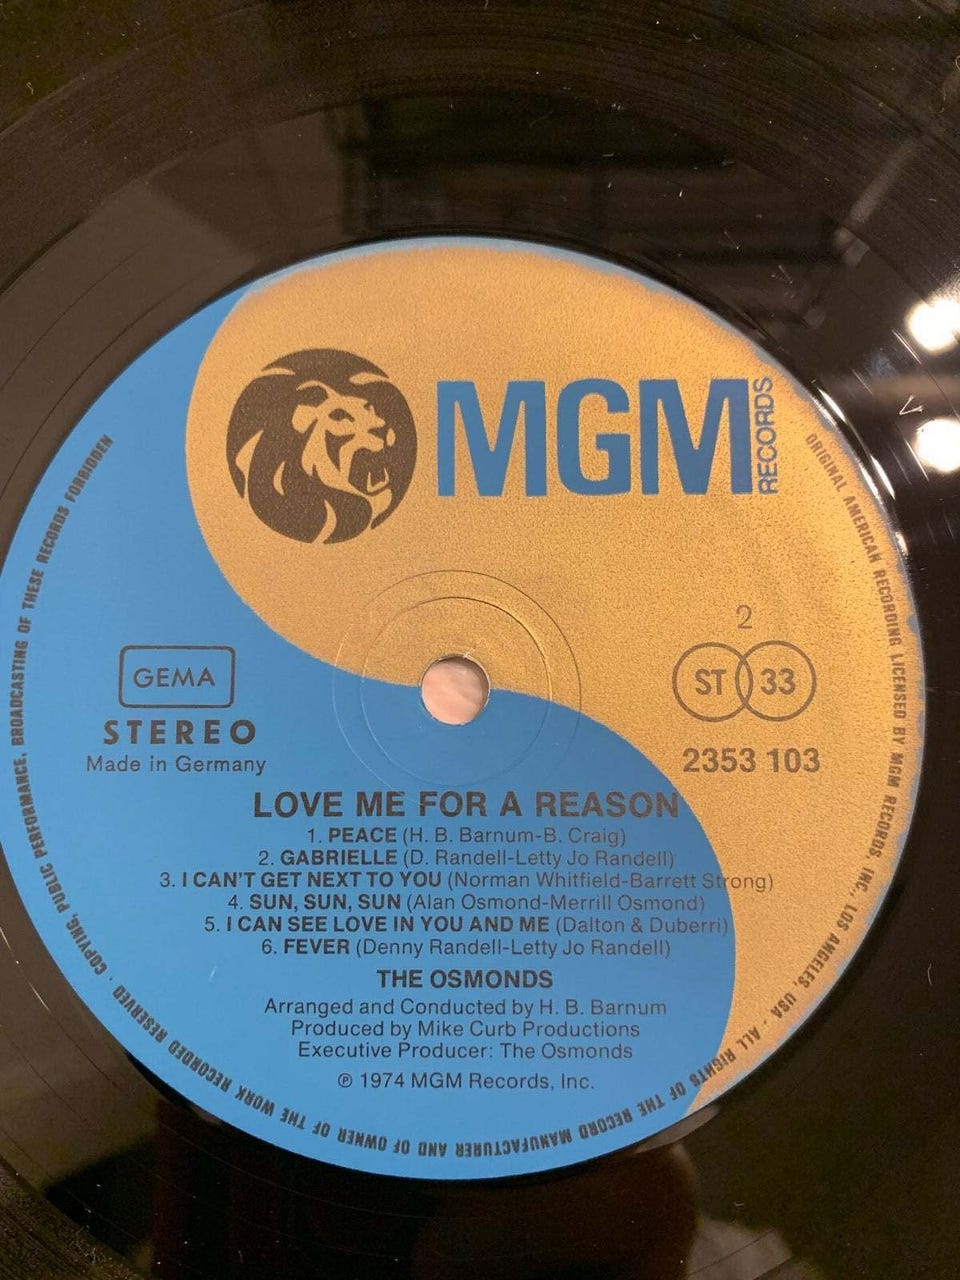 MGM
RECORDS
2
ST 33
2353 103
GEMA
STEREO
Made in Germany
LOVE ME FOR A REASON
1. PEACE (H. B. Barnum-B. Craig)
2. GABRIELLE (D. Randell-Letty Jo Randell)
3. I CAN'T GET NEXT TO YOU (Norman Whitfield-Barrett Strong)
4. SUN, SUN, SUN (Alan Osmond-Merrill Osmond)
5. I CAN SEE LOVE IN YOU AND ME (Dalton & Duberri)
6. FEVER (Denny Randell-Letty Jo Randell)
THE OSMONDS
Arranged and Conducted by H. B. Barnum
Produced by Mike Curb Productions
Executive Producer: The Osmonds
℗ 1974 MGM Records, Inc.
ORIGINAL AMERICAN RECORDING LICENSED BY MGM RECORDS, INC., LOS ANGELES, USA · ALL RIGHTS OF THE RECORD MANUFACTURER AND OF OWNER OF THE WORK RECORDED RESERVED · COPYING, PUBLIC PERFORMANCE, BROADCASTING OF THESE RECORDS FORBIDDEN